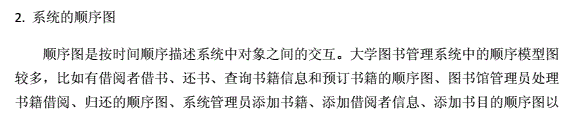 2. 系统的顺序图
顺序图是按时间顺序描述系统中对象之间的交互。大学图书管理系统中的顺序模型图
较多，比如有借阅者借书、还书、查询书籍信息和预订书籍的顺序图、图书馆管理员处理
书籍借阅、归还的顺序图、系统管理员添加书籍、添加借阅者信息、添加书目的顺序图以